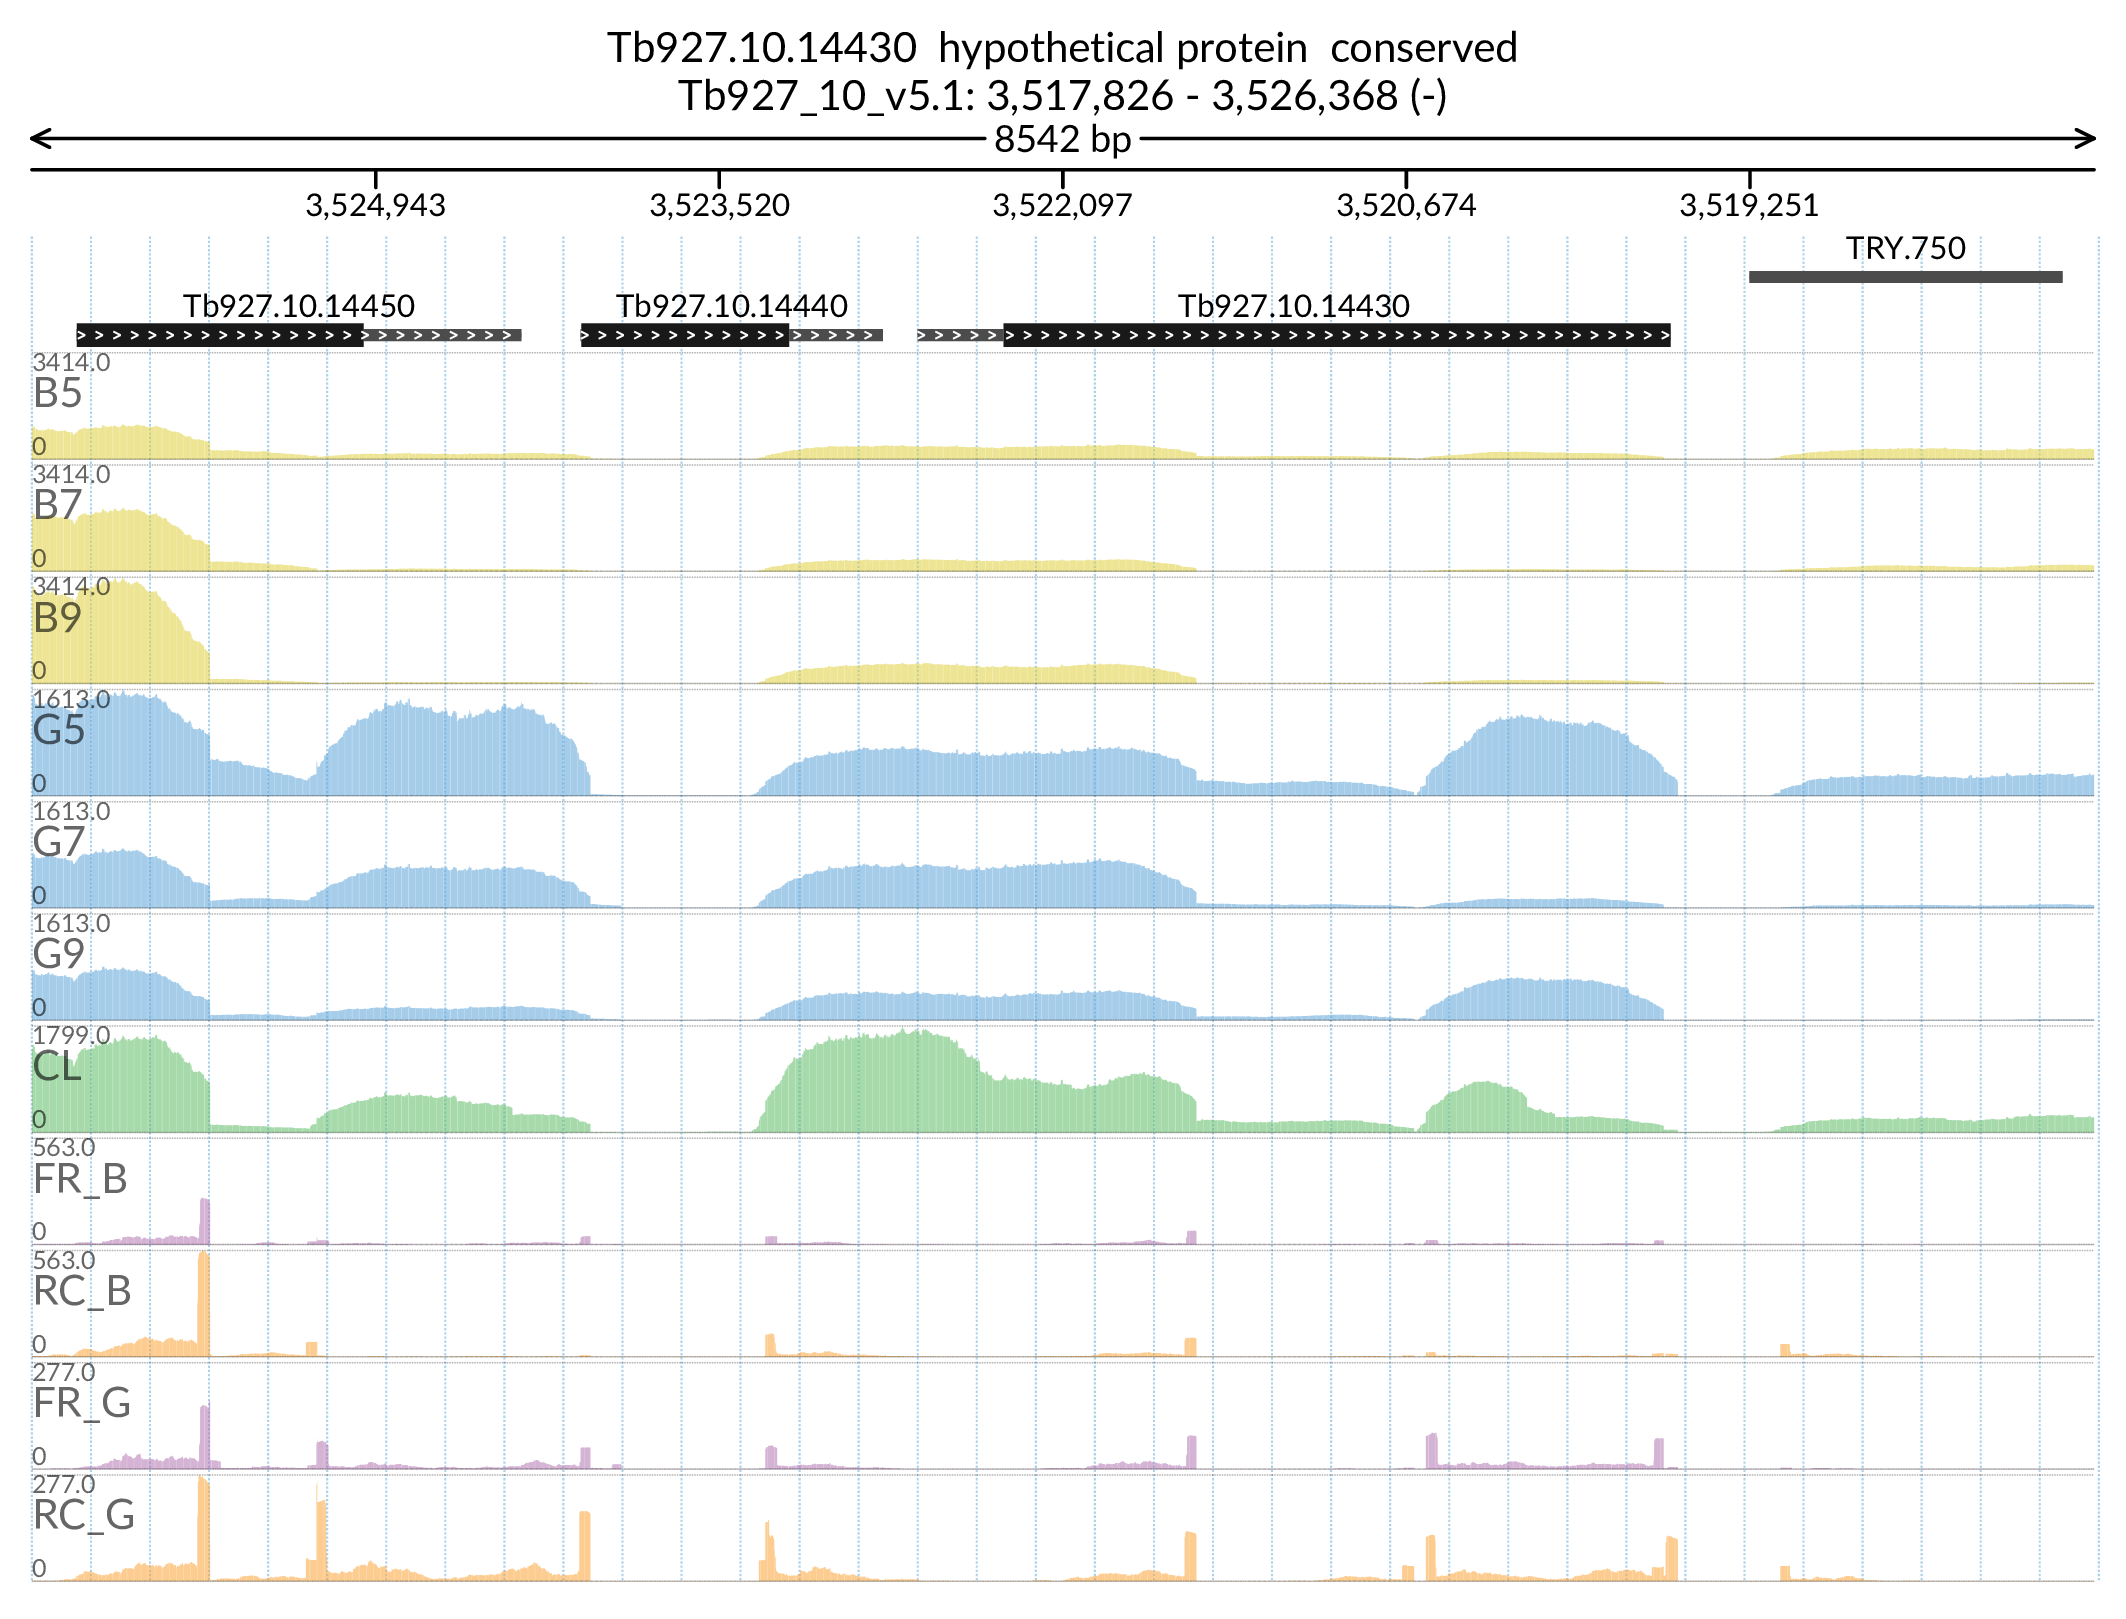 Tb927.10.14430 hypothetical protein conserved
Tb927_10_v5.1: 3,517,826 - 3,526,368 (-)
8542 bp
3,524,943 3,523,520 3,522,097 3,520,674 3,519,251
TRY.750
Tb927.10.14450 Tb927.10.14440 Tb927.10.14430
3414.0
B5
0
3414.0
B7
0
3414.0
B9
0
1613.0
G5
0
1613.0
G7
0
1613.0
G9
0
1799.0
CL
0
563.0
FR_B
0
563.0
RC_B
0
277.0
FR_G
0
277.0
RC_G
0